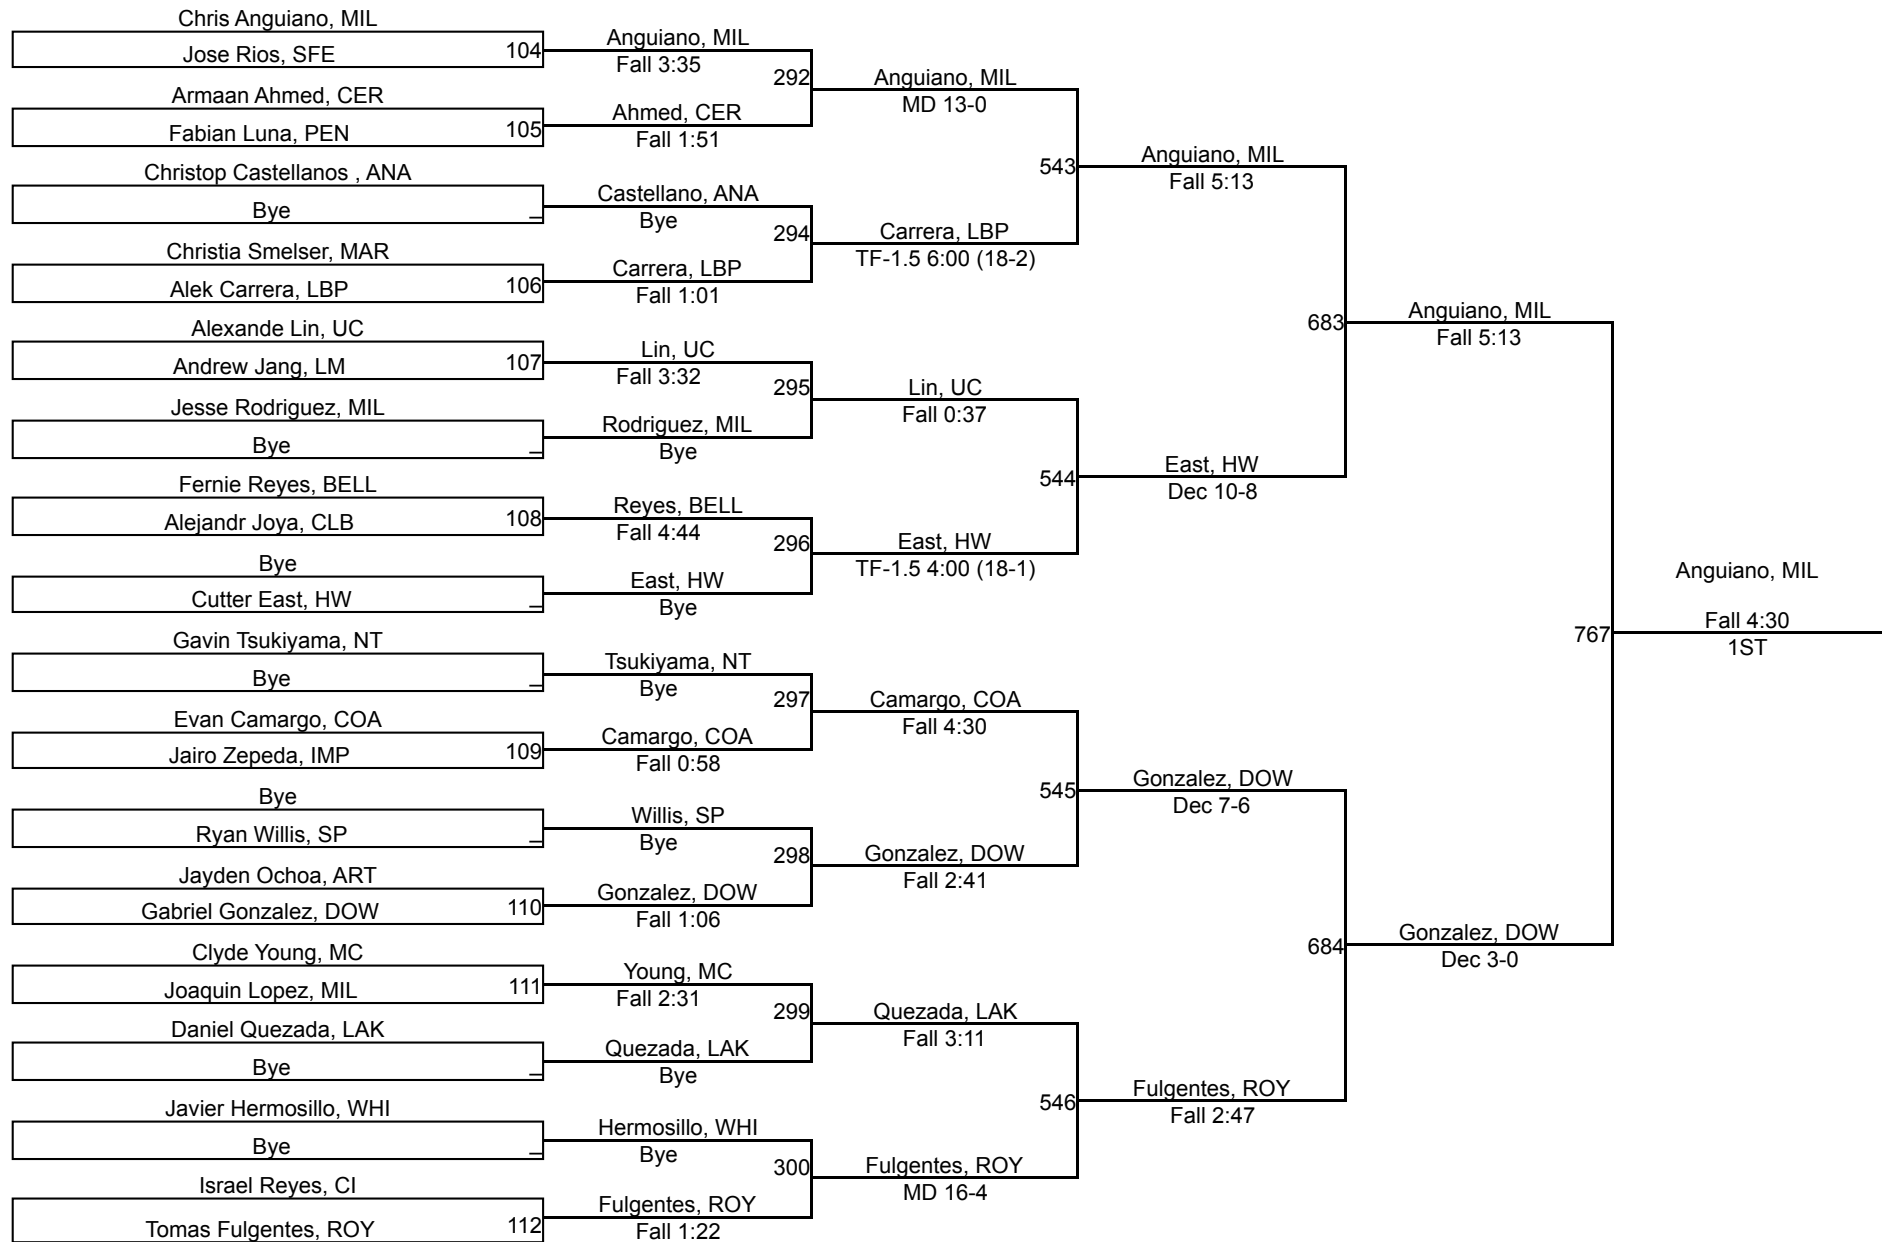 Chris Anguiano, MIL
Jose Rios, SFE 104
Armaan Ahmed, CER
Fabian Luna, PEN 105
Christop Castellanos , ANA
Bye _
Christia Smelser, MAR
Alek Carrera, LBP 106
Alexande Lin, UC
Andrew Jang, LM 107
Jesse Rodriguez, MIL
Bye _
Fernie Reyes, BELL
Alejandr Joya, CLB 108
Bye
Cutter East, HW _
Gavin Tsukiyama, NT
Bye _
Evan Camargo, COA
Jairo Zepeda, IMP 109
Bye
Ryan Willis, SP _
Jayden Ochoa, ART
Gabriel Gonzalez, DOW 110
Clyde Young, MC
Joaquin Lopez, MIL 111
Daniel Quezada, LAK
Bye _
Javier Hermosillo, WHI
Bye _
Israel Reyes, CI
Tomas Fulgentes, ROY 112
Anguiano, MIL
Fall 3:35
292
Ahmed, CER
Fall 1:51
Castellano, ANA
Bye
294
Carrera, LBP
Fall 1:01
Lin, UC
Fall 3:32
295
Rodriguez, MIL
Bye
Reyes, BELL
Fall 4:44
296
East, HW
Bye
Tsukiyama, NT
Bye
297
Camargo, COA
Fall 0:58
Willis, SP
Bye
298
Gonzalez, DOW
Fall 1:06
Young, MC
Fall 2:31
299
Quezada, LAK
Bye
Hermosillo, WHI
Bye
300
Fulgentes, ROY
Fall 1:22
Anguiano, MIL
MD 13-0
543
Carrera, LBP
TF-1.5 6:00 (18-2)
Lin, UC
Fall 0:37
544
East, HW
TF-1.5 4:00 (18-1)
Camargo, COA
Fall 4:30
545
Gonzalez, DOW
Fall 2:41
Quezada, LAK
Fall 3:11
546
Fulgentes, ROY
MD 16-4
Anguiano, MIL
Fall 5:13
683
East, HW
Dec 10-8
Gonzalez, DOW
Dec 7-6
684
Fulgentes, ROY
Fall 2:47
Anguiano, MIL
Fall 5:13
767
Gonzalez, DOW
Dec 3-0
Anguiano, MIL
Fall 4:30
1ST